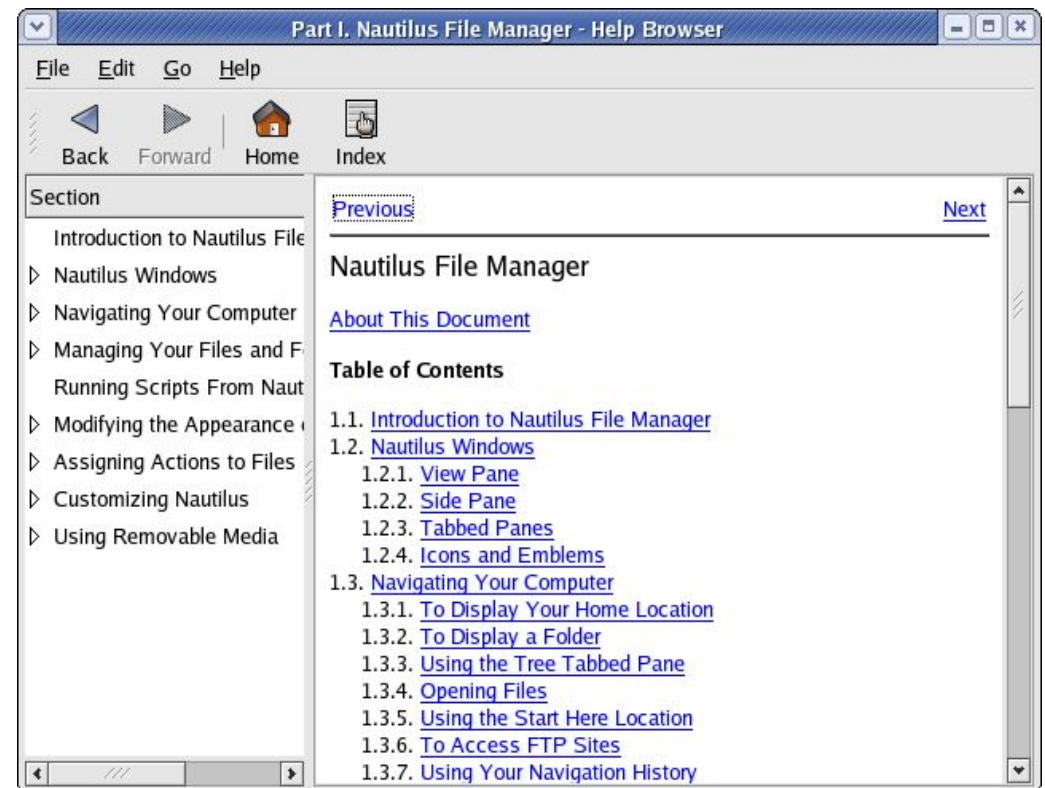 Part I. Nautilus File Manager - Help Browser
File Edit Go Help
Back Forward Home Index
Section
Introduction to Nautilus File
Nautilus Windows
Navigating Your Computer
Managing Your Files and F
Running Scripts From Naut
Modifying the Appearance
Assigning Actions to Files
Customizing Nautilus
Using Removable Media
Previous Next
Nautilus File Manager
About This Document
Table of Contents
1.1. Introduction to Nautilus File Manager
1.2. Nautilus Windows
1.2.1. View Pane
1.2.2. Side Pane
1.2.3. Tabbed Panes
1.2.4. Icons and Emblems
1.3. Navigating Your Computer
1.3.1. To Display Your Home Location
1.3.2. To Display a Folder
1.3.3. Using the Tree Tabbed Pane
1.3.4. Opening Files
1.3.5. Using the Start Here Location
1.3.6. To Access FTP Sites
1.3.7. Using Your Navigation History